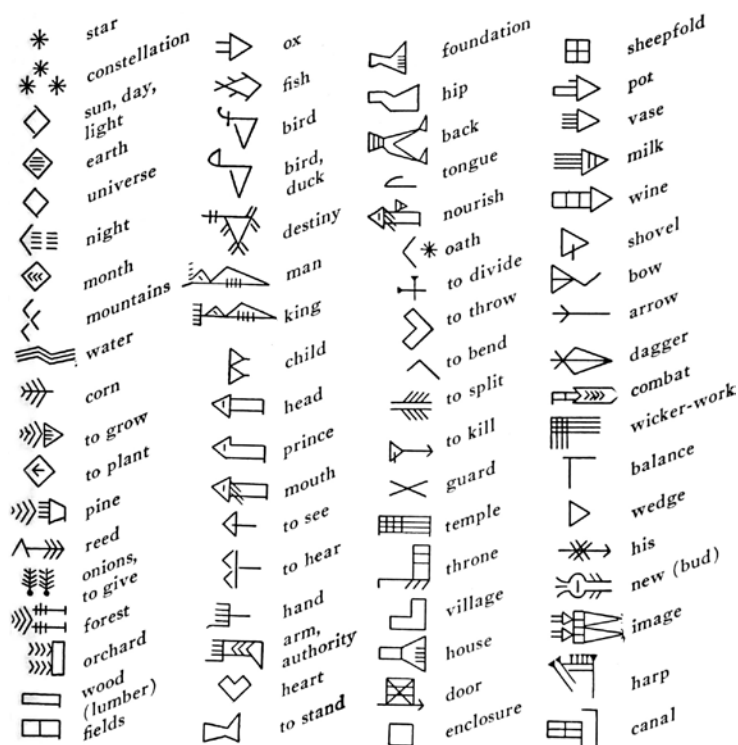 star
constellation
sun, day,
light
earth
universe
night
month
mountains
water
corn
to grow
to plant
pine
reed
onions,
to give
forest
orchard
wood
(lumber)
fields
ox
fish
bird
bird,
duck
destiny
man
king
child
head
prince
mouth
to see
to hear
hand
arm,
authority
heart
to stand
foundation
hip
back
tongue
nourish
oath
to divide
to throw
to bend
to split
to kill
guard
temple
throne
village
house
door
enclosure
sheepfold
pot
vase
milk
wine
shovel
bow
arrow
dagger
combat
wicker-work
balance
wedge
his
new (bud)
image
harp
canal